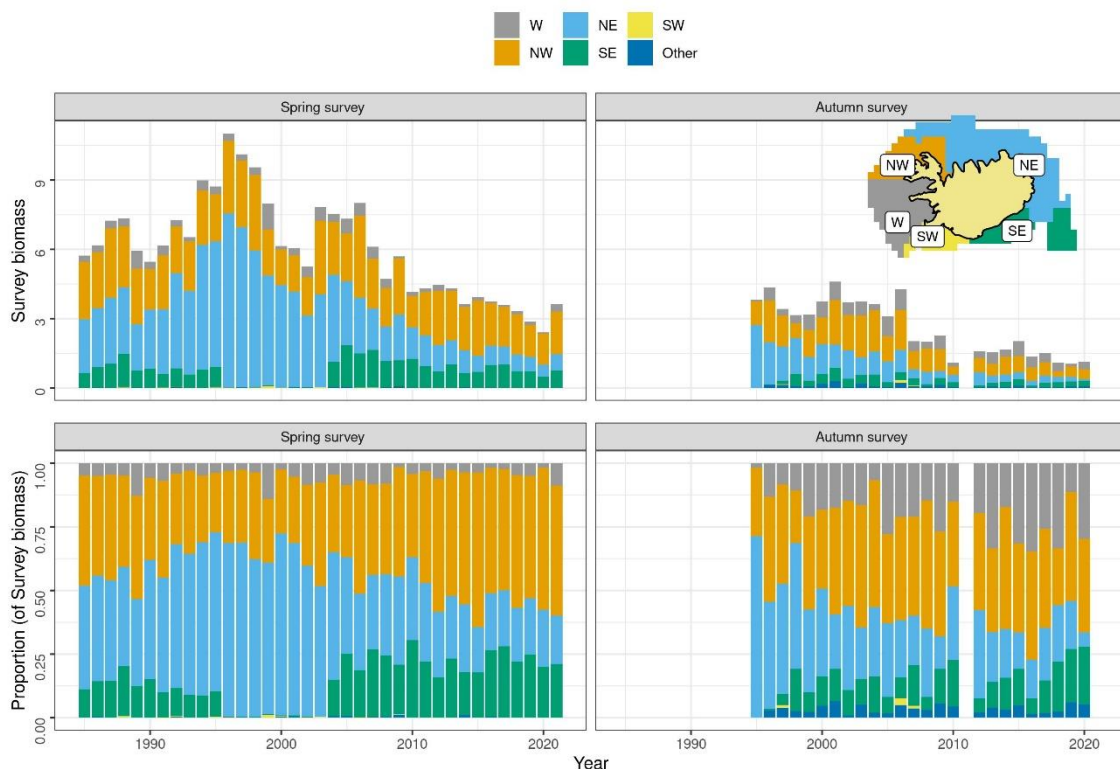 W NE SW
NW SE Other
Spring survey Autumn survey
Survey biomass
9
6
3
0
NW NE
W
SW SE
Spring survey Autumn survey
Proportion (of Survey biomass)
1.00
0.75
0.50
0.25
0.00
1990 2000 2010 2020 1990 2000 2010 2020
Year